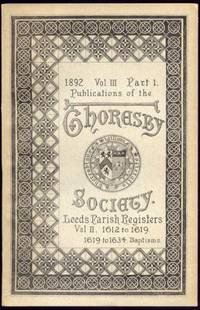 1892 Vol III Part 1.
Publications of the
Thoresby
Society.
Leeds Parish Registers
Vol II. 1612 to 1619.
1619 to 1634 Baptisms.